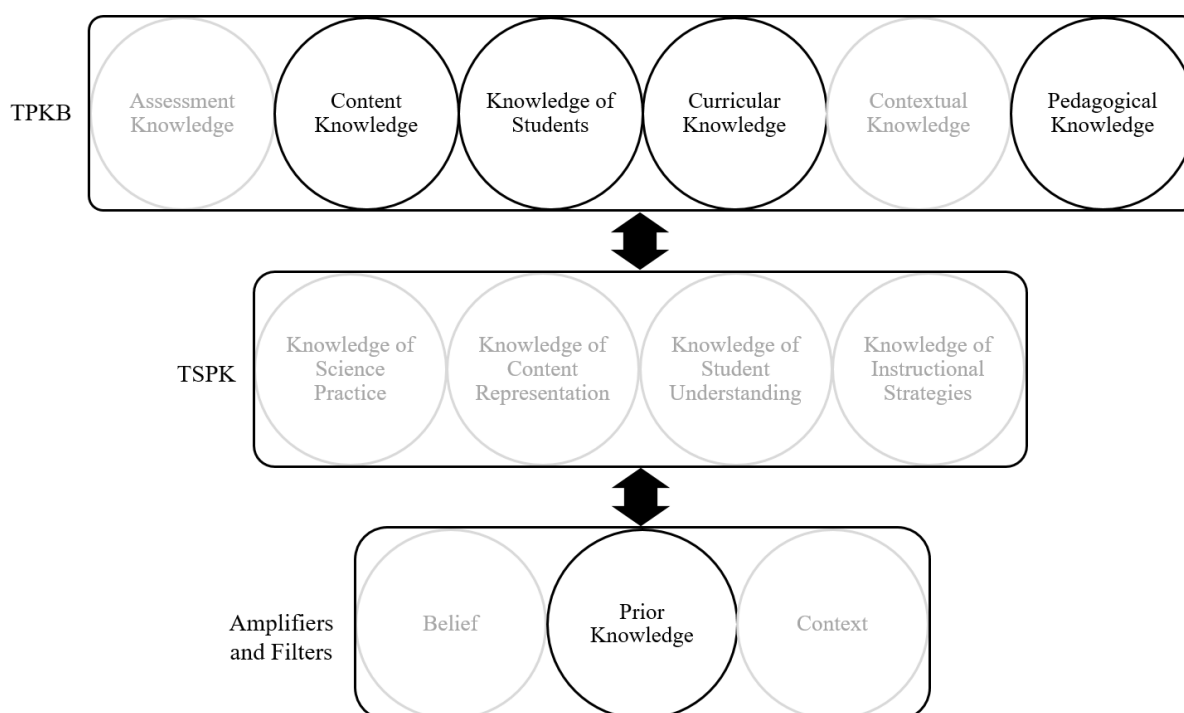 TPKB
Assessment
Knowledge
Content
Knowledge
Knowledge of
Students
Curricular
Knowledge
Contextual
Knowledge
Pedagogical
Knowledge
TSPK
Knowledge of
Science
Practice
Knowledge of
Content
Representation
Knowledge of
Student
Understanding
Knowledge of
Instructional
Strategies
Amplifiers
and Filters
Belief
Prior
Knowledge
Context